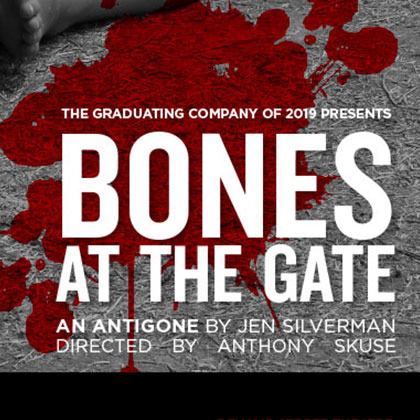 THE GRADUATING COMPANY OF 2019 PRESENTS
BONES
AT THE GATE
AN ANTIGONE BY JEN SILVERMAN
DIRECTED BY ANTHONY SKUSE